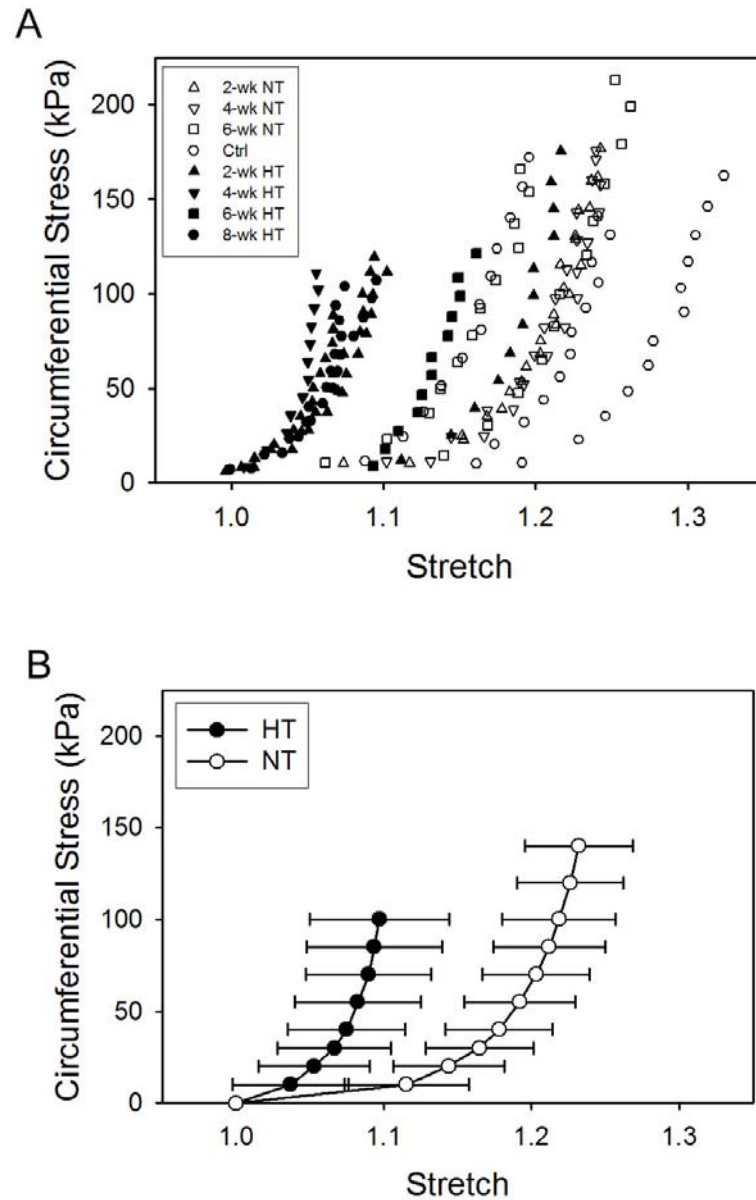 A
Circumferential Stress (kPa)
200
150
100
50
0
2-wk NT
4-wk NT
6-wk NT
Ctrl
2-wk HT
4-wk HT
6-wk HT
8-wk HT
1.0 1.1 1.2 1.3
Stretch
B
Circumferential Stress (kPa)
200
150
100
50
0
HT
NT
1.0 1.1 1.2 1.3
Stretch